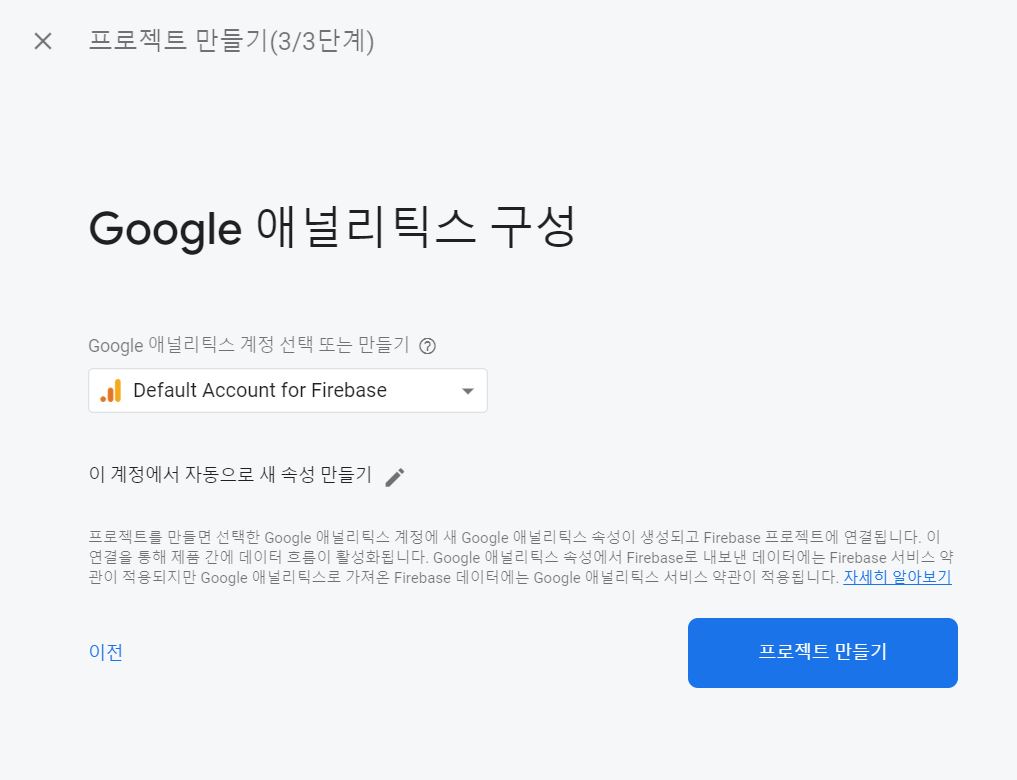 프로젝트 만들기(3/3단계)
Google 애널리틱스 구성
Google 애널리틱스 계정 선택 또는 만들기
Default Account for Firebase
이 계정에서 자동으로 새 속성 만들기
프로젝트를 만들면 선택한 Google 애널리틱스 계정에 새 Google 애널리틱스 속성이 생성되고 Firebase 프로젝트에 연결됩니다. 이
연결을 통해 제품 간에 데이터 흐름이 활성화됩니다. Google 애널리틱스 속성에서 Firebase로 내보낸 데이터에는 Firebase 서비스 약
관이 적용되지만 Google 애널리틱스로 가져온 Firebase 데이터에는 Google 애널리틱스 서비스 약관이 적용됩니다. 자세히 알아보기
이전
프로젝트 만들기